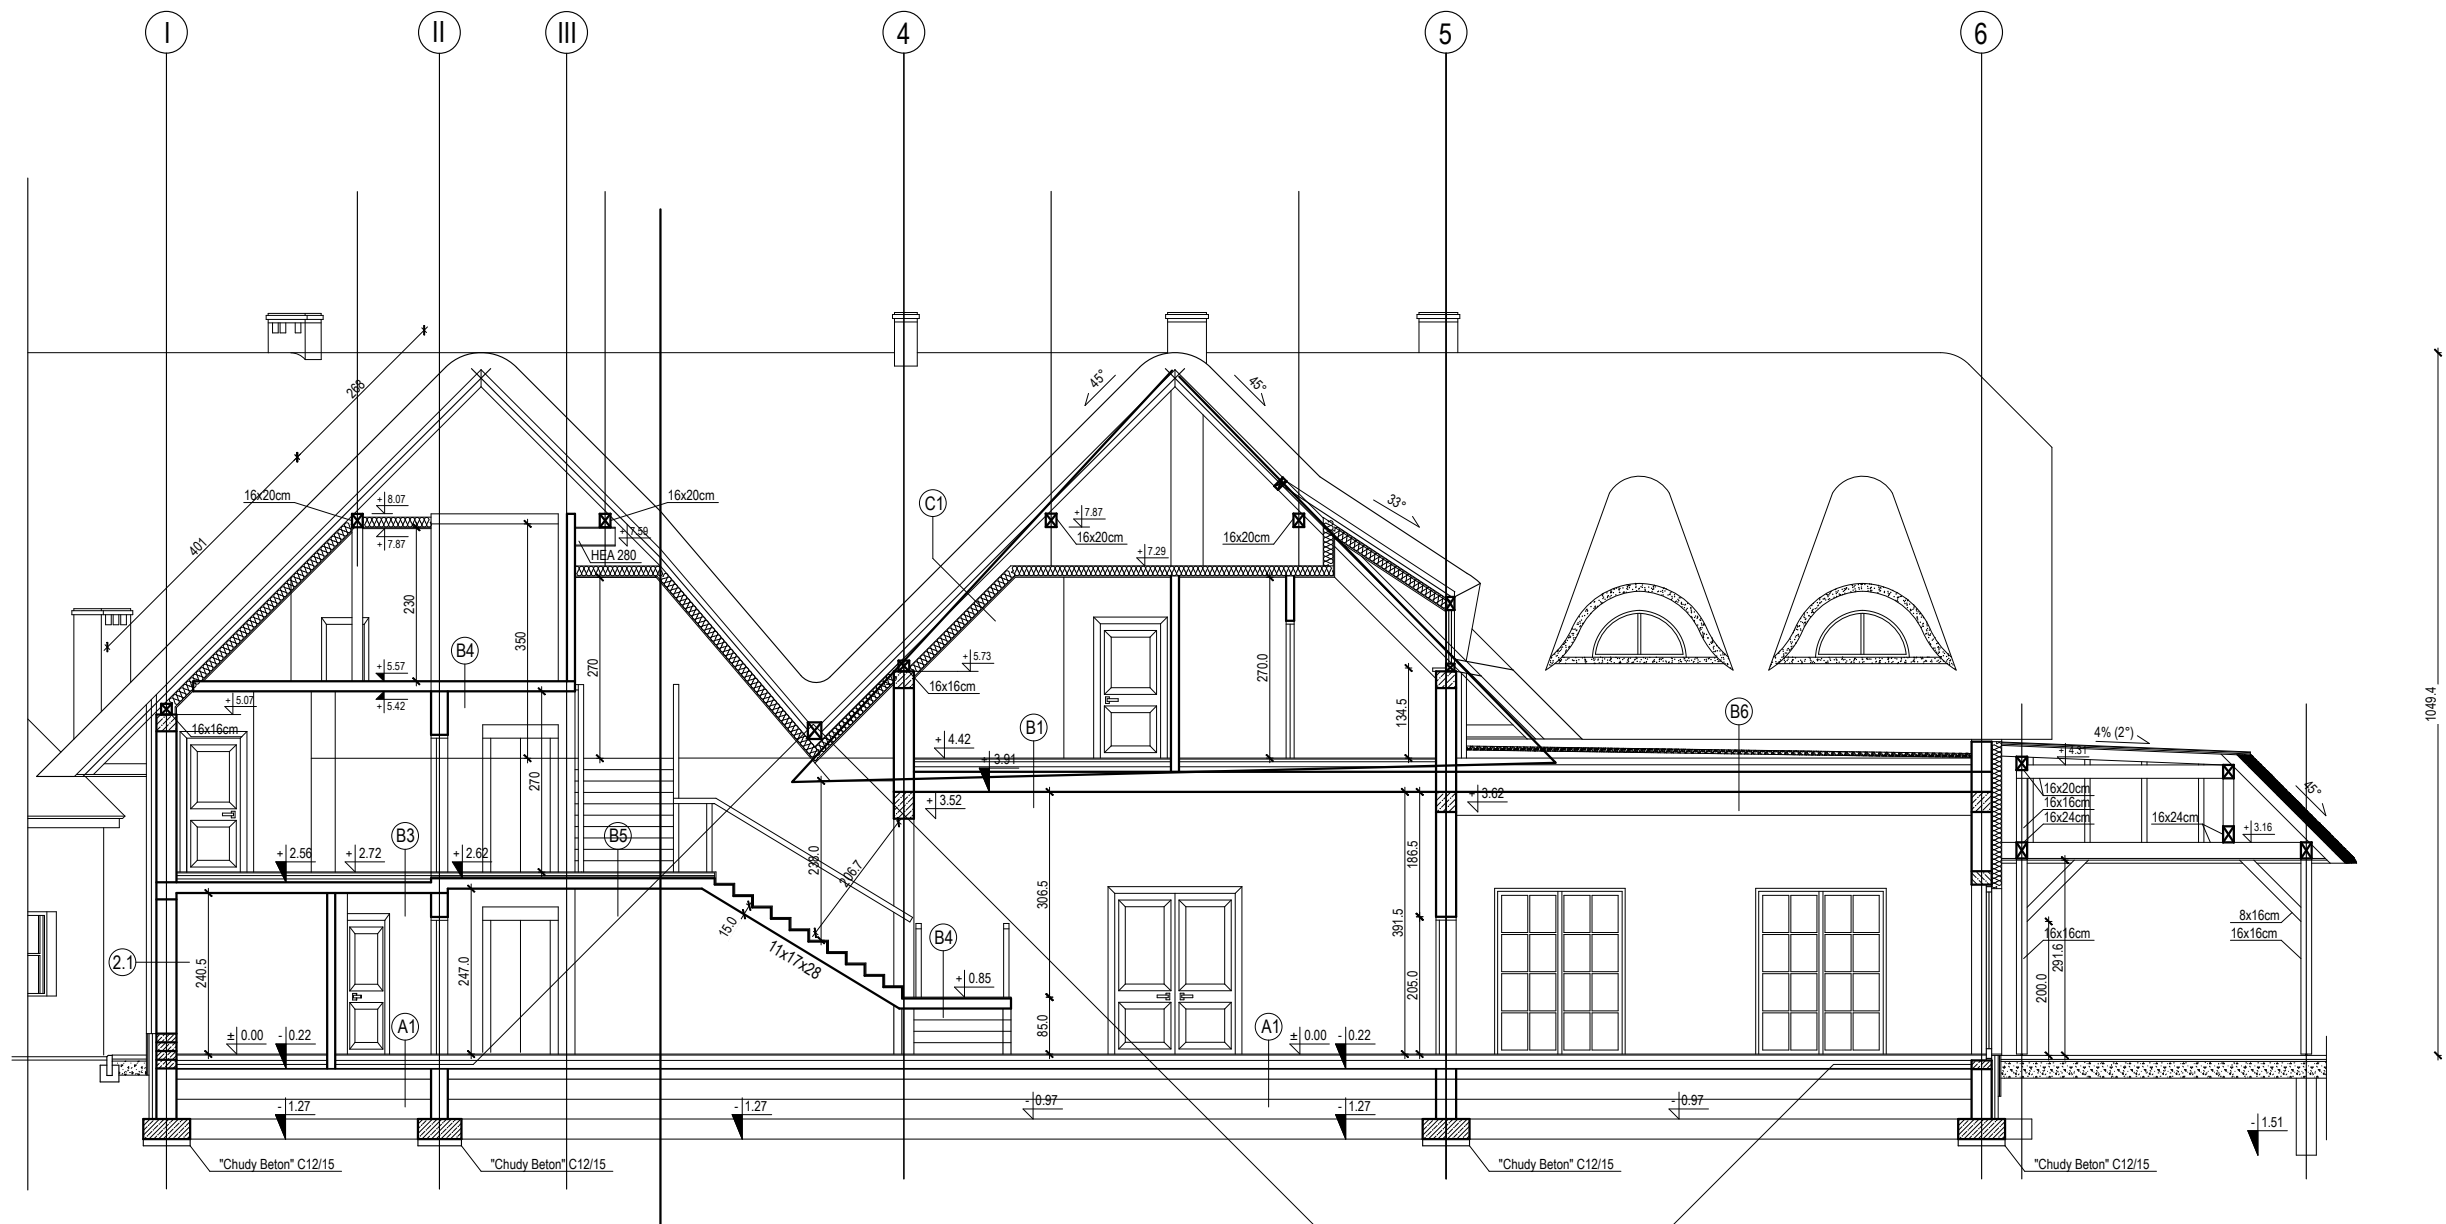 I
II
III
4
5
6
268
401
45°
45°
33°
16x20cm
+ 8.07
+ 7.87
16x20cm
+ 7.59
HEA 280
C1
+ 7.87
16x20cm
16x20cm
+ 7.29
230
350
270
B4
+ 5.57
+ 5.42
+ 5.07
16x16cm
+ 5.73
16x16cm
270.0
134.5
B1
B6
+ 4.42
+ 3.91
+ 3.52
+ 3.62
1049.4
4% (2°)
+ 4.31
45°
16x20cm
16x16cm
16x24cm
16x24cm
+ 3.16
270
B3
B5
+ 2.56
+ 2.72
+ 2.62
238.0
206.7
306.5
186.5
391.5
15.0
11x17x28
B4
2.1
240.5
247.0
+ 0.85
85.0
205.0
8x16cm
16x16cm
16x16cm
291.6
200.0
± 0.00
- 0.22
A1
A1
± 0.00
- 0.22
- 1.27
- 1.27
- 0.97
- 1.27
- 0.97
- 1.51
"Chudy Beton" C12/15
"Chudy Beton" C12/15
"Chudy Beton" C12/15
"Chudy Beton" C12/15